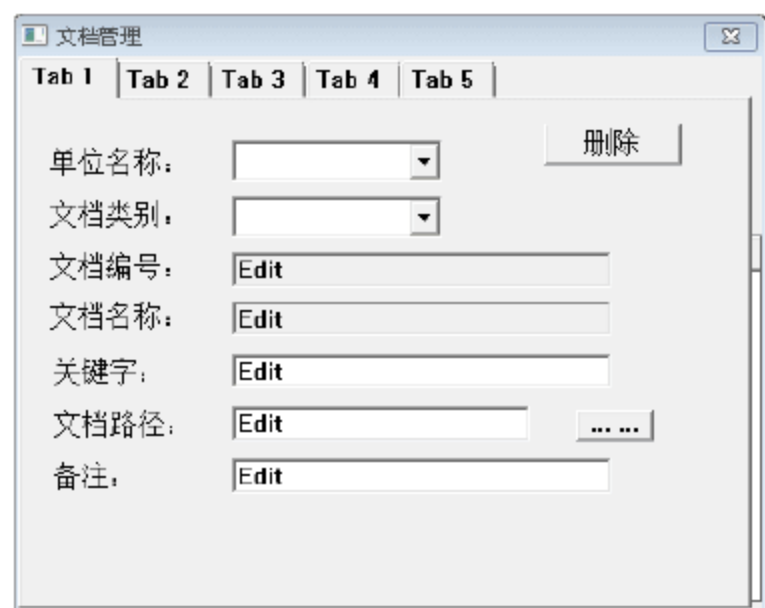 文档管理
Tab 1 Tab 2 Tab 3 Tab 4 Tab 5
删除
单位名称：
文档类别：
文档编号： Edit
文档名称： Edit
关键字： Edit
文档路径： Edit ... ...
备注： Edit